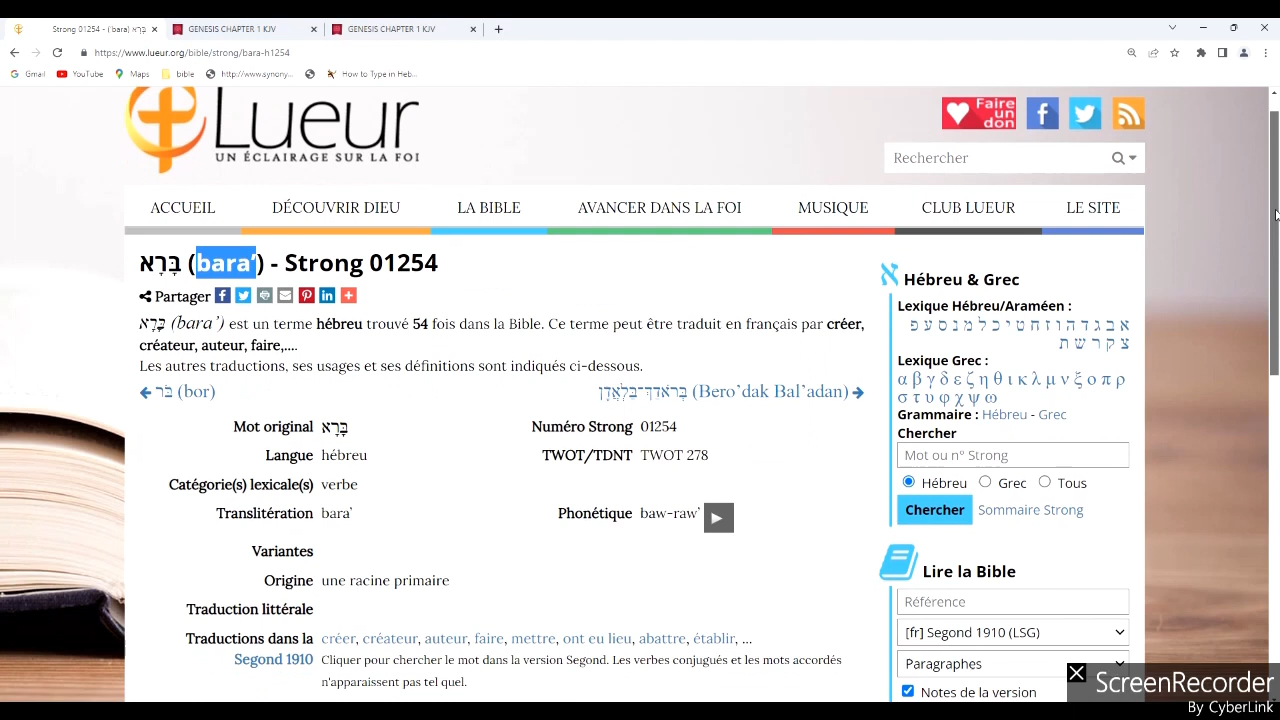 Strong 01254 - (bara') בָּרָא
GENESIS CHAPTER 1 KJV
GENESIS CHAPTER 1 KJV
https://www.lueur.org/bible/strong/bara-h1254
Gmail YouTube Maps bible http://www.synony... How to Type in Heb...
Lueur
UN ÉCLAIRAGE SUR LA FOI
Faire un don
Rechercher
ACCUEIL DÉCOUVRIR DIEU LA BIBLE AVANCER DANS LA FOI MUSIQUE CLUB LUEUR LE SITE
בָּרָא (bara’) - Strong 01254
Partager
בָּרָא (bara’) est un terme hébreu trouvé 54 fois dans la Bible. Ce terme peut être traduit en français par créer,
créateur, auteur, faire,....
Les autres traductions, ses usages et ses définitions sont indiqués ci-dessous.
בֹּר (bor)
בְּרֹאדַךְ־בַּלְאֲדָן (Bero’dak Bal’adan)
Mot original בָּרָא
Numéro Strong 01254
Langue hébreu
TWOT/TDNT TWOT 278
Catégorie(s) lexicale(s) verbe
Translitération bara’
Phonétique baw-raw’
Variantes
Origine une racine primaire
Traduction littérale
Traductions dans la créer, créateur, auteur, faire, mettre, ont eu lieu, abattre, établir, ...
Segond 1910 Cliquer pour chercher le mot dans la version Segond. Les verbes conjugués et les mots accordés
n'apparaissent pas tel quel.
Hébreu & Grec
Lexique Hébreu/Araméen :
א ב ג ד ה ו ז ח ט י כ ל מ נ ס ע פ
צ ק ר ש ת
Lexique Grec :
α β γ δ ε ζ η θ ι κ λ μ ν ξ ο π ρ
σ τ υ φ χ ψ ω
Grammaire : Hébreu - Grec
Chercher
Mot ou n° Strong
Hébreu Grec Tous
Chercher Sommaire Strong
Lire la Bible
Référence
[fr] Segond 1910 (LSG)
Paragraphes
Notes de la version
ScreenRecorder
By CyberLink